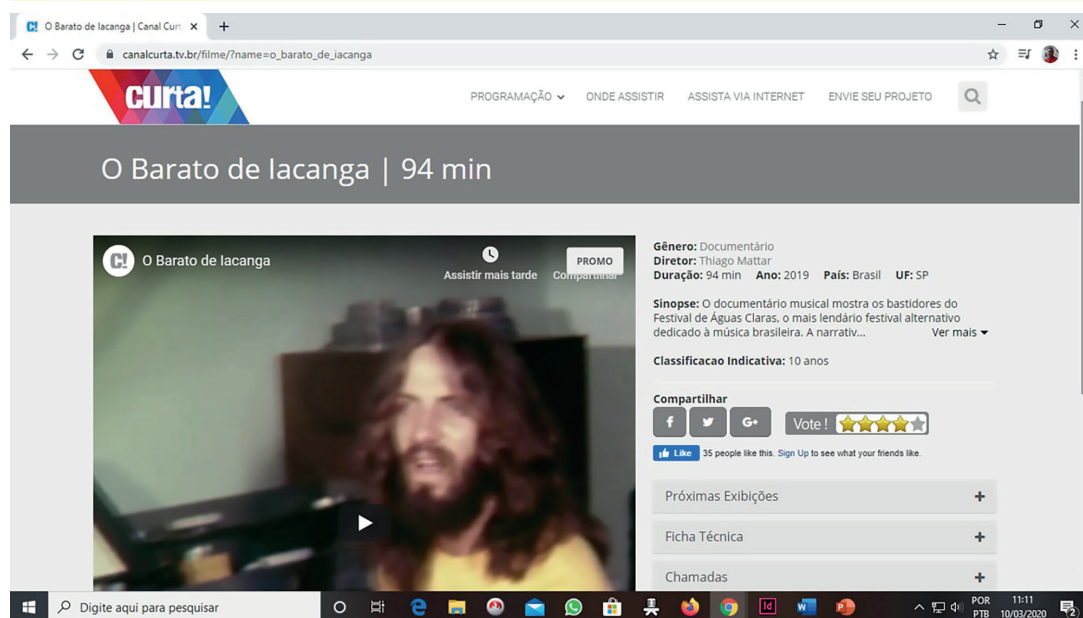 O Barato de Iacanga | Canal Curt
canalcurta.tv.br/filme/?name=o_barato_de_iacanga
curta!
PROGRAMAÇÃO ONDE ASSISTIR ASSISTA VIA INTERNET ENVIE SEU PROJETO
O Barato de Iacanga | 94 min
C! O Barato de Iacanga
Assistir mais tarde Compartilhar
PROMO
Gênero: Documentário
Diretor: Thiago Mattar
Duração: 94 min Ano: 2019 País: Brasil UF: SP
Sinopse: O documentário musical mostra os bastidores do
Festival de Águas Claras, o mais lendário festival alternativo
dedicado à música brasileira. A narrativ... Ver mais
Classificacao Indicativa: 10 anos
Compartilhar
f G+ Vote !
Like 35 people like this. Sign Up to see what your friends like.
Próximas Exibições +
Ficha Técnica +
Chamadas +
Digite aqui para pesquisar
Id
POR 11:11
PTB 10/03/2020
2